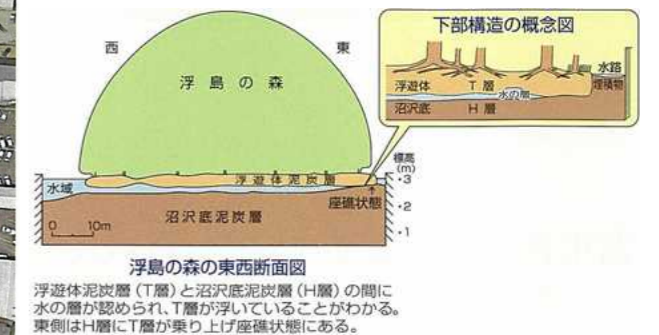 下部構造の概念図
水路
浮遊体 T層
水の層
埋積物
沼沢底 H層
西
東
浮島の森
標高
(m)
浮遊体泥炭層
・3
水域
座礁状態
・2
沼沢底泥炭層
0 10m
・1
浮島の森の東西断面図
浮遊体泥炭層(T層)と沼沢底泥炭層(H層)の間に
水の層が認められ、T層が浮いていることがわかる。
東側はH層にT層が乗り上げ座礁状態にある。